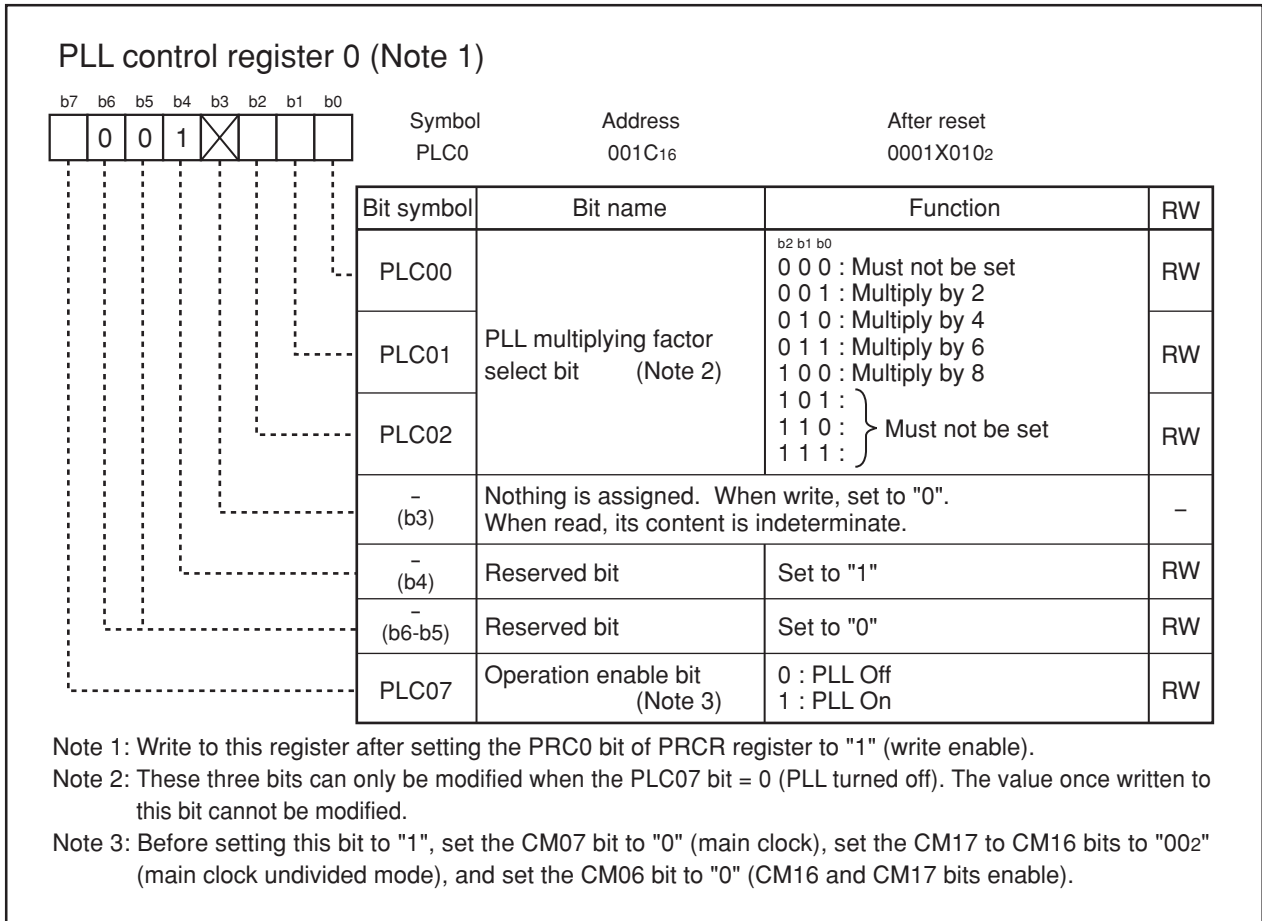 PLL control register 0 (Note 1)
b7 b6 b5 b4 b3 b2 b1 b0
0 0 1
Symbol Address After reset
PLC0 001C16 0001X0102
Bit symbol Bit name Function RW
PLC00 RW
PLC01 RW
PLC02 RW
PLL multiplying factor
select bit (Note 2)
b2 b1 b0
0 0 0 : Must not be set
0 0 1 : Multiply by 2
0 1 0 : Multiply by 4
0 1 1 : Multiply by 6
1 0 0 : Multiply by 8
1 0 1 :
1 1 0 : Must not be set
1 1 1 :
–
(b3)
Nothing is assigned. When write, set to "0".
When read, its content is indeterminate.
–
–
(b4)
Reserved bit Set to "1" RW
–
(b6-b5)
Reserved bit Set to "0" RW
PLC07
Operation enable bit
(Note 3)
0 : PLL Off
1 : PLL On
RW
Note 1: Write to this register after setting the PRC0 bit of PRCR register to "1" (write enable).
Note 2: These three bits can only be modified when the PLC07 bit = 0 (PLL turned off). The value once written to
this bit cannot be modified.
Note 3: Before setting this bit to "1", set the CM07 bit to "0" (main clock), set the CM17 to CM16 bits to "002"
(main clock undivided mode), and set the CM06 bit to "0" (CM16 and CM17 bits enable).